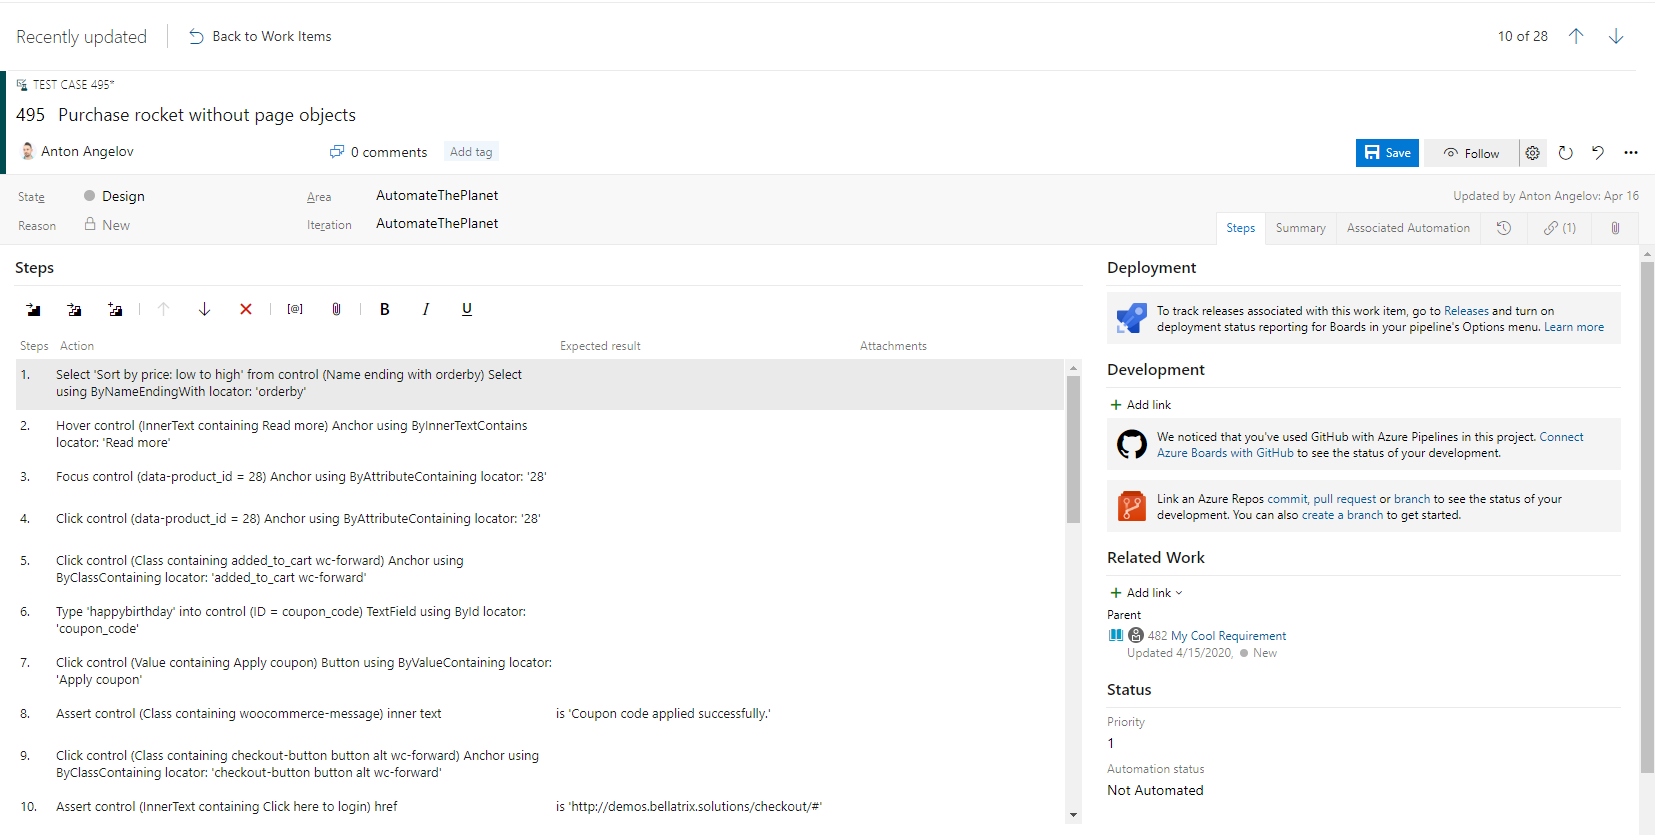 Recently updated
Back to Work Items
10 of 28
TEST CASE 495*
495 Purchase rocket without page objects
Anton Angelov
0 comments
Add tag
Save
Follow
State
Design
Area
AutomateThePlanet
Updated by Anton Angelov: Apr 16
Reason
New
Iteration
AutomateThePlanet
Steps
Summary
Associated Automation
(1)
Steps
[@]
B
I
U
Steps
Action
Expected result
Attachments
1.
Select 'Sort by price: low to high' from control (Name ending with orderby) Select
using ByNameEndingWith locator: 'orderby'
2.
Hover control (InnerText containing Read more) Anchor using ByInnerTextContains
locator: 'Read more'
3.
Focus control (data-product_id = 28) Anchor using ByAttributeContaining locator: '28'
4.
Click control (data-product_id = 28) Anchor using ByAttributeContaining locator: '28'
5.
Click control (Class containing added_to_cart wc-forward) Anchor using
ByClassContaining locator: 'added_to_cart wc-forward'
6.
Type 'happybirthday' into control (ID = coupon_code) TextField using ById locator:
'coupon_code'
7.
Click control (Value containing Apply coupon) Button using ByValueContaining locator:
'Apply coupon'
8.
Assert control (Class containing woocommerce-message) inner text
is 'Coupon code applied successfully.'
9.
Click control (Class containing checkout-button button alt wc-forward) Anchor using
ByClassContaining locator: 'checkout-button button alt wc-forward'
10.
Assert control (InnerText containing Click here to login) href
is 'http://demos.bellatrix.solutions/checkout/#'
Deployment
To track releases associated with this work item, go to Releases and turn on
deployment status reporting for Boards in your pipeline's Options menu. Learn more
Development
Add link
We noticed that you've used GitHub with Azure Pipelines in this project. Connect
Azure Boards with GitHub to see the status of your development.
Link an Azure Repos commit, pull request or branch to see the status of your
development. You can also create a branch to get started.
Related Work
Add link
Parent
482 My Cool Requirement
Updated 4/15/2020,
New
Status
Priority
1
Automation status
Not Automated